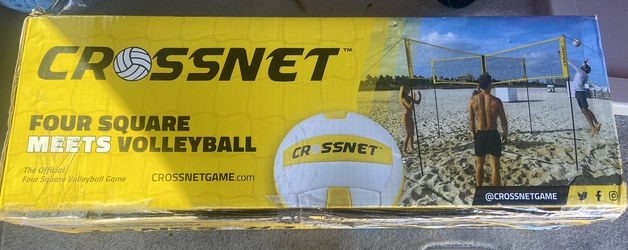 CROSSNET™
FOUR SQUARE
MEETS VOLLEYBALL
The Official
Four Square Volleyball Game
CROSSNETGAME.com
CROSSNET
@CROSSNETGAME